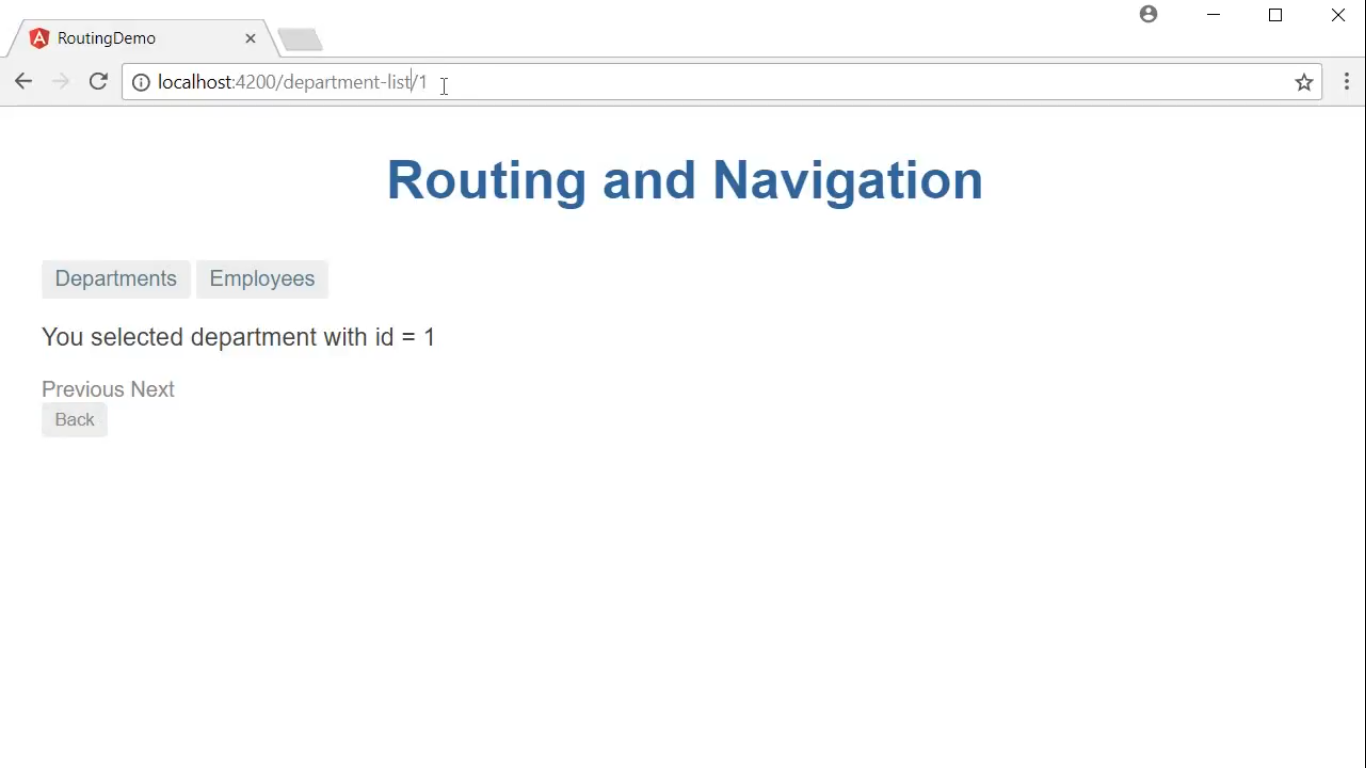 RoutingDemo
localhost:4200/department-list/1
Routing and Navigation
Departments Employees
You selected department with id = 1
Previous Next
Back